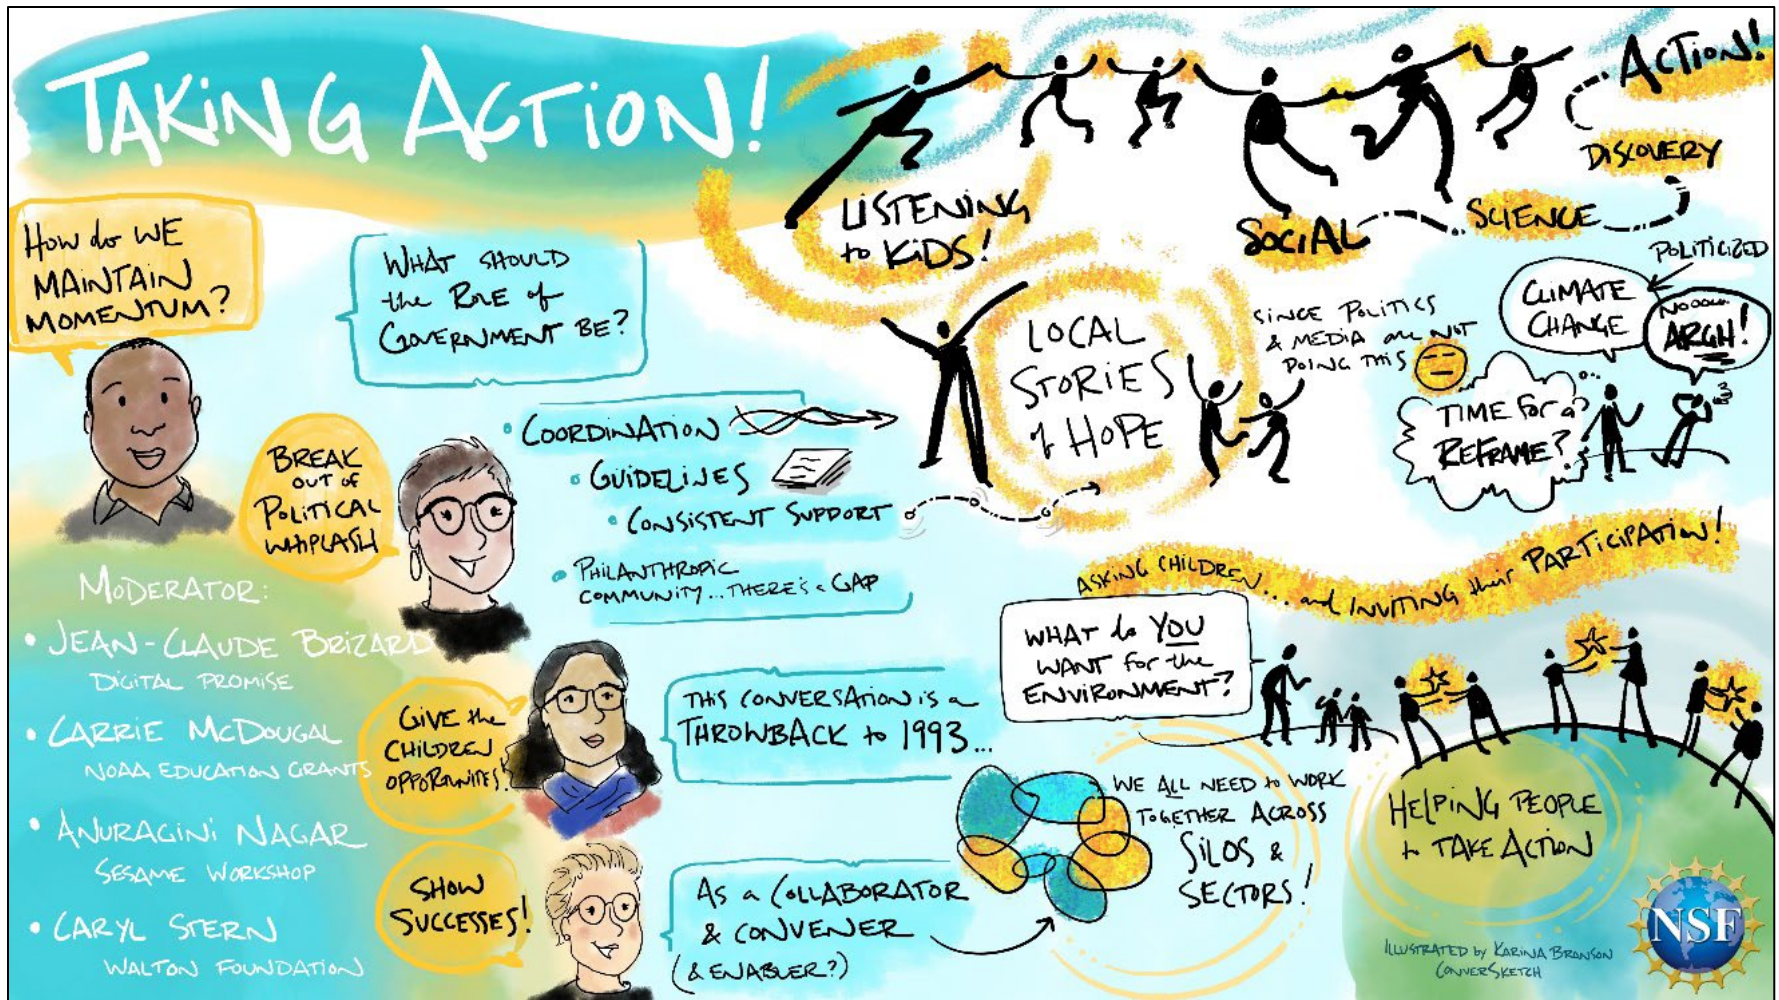 TAKING ACTION!
HOW do WE
MAINTAIN
MOMENTUM?
WHAT SHOULD
the ROLE of
GOVERNMENT BE?
BREAK
OUT OF
POLITICAL
WHIPLASH
COORDINATION
GUIDELINES
CONSISTENT SUPPORT
PHILANTHROPIC
COMMUNITY... THERE'S a GAP
MODERATOR:
• JEAN-CLAUDE BRIZARD
DIGITAL PROMISE
• CARRIE McDOUGAL
NOAA EDUCATION GRANTS
• ANURAGINI NAGAR
SESAME WORKSHOP
• CARYL STERN
WALTON FOUNDATION
GIVE the
CHILDREN
OPPORTUNITIES!
THIS CONVERSATION is a
THROWBACK to 1993...
SHOW
SUCCESSES!
AS a COLLABORATOR
& CONVENER
(& ENABLER?)
LISTENING
to KiDS!
SOCIAL
SCIENCE
DISCOVERY
ACTION!
LOCAL
STORIES
of HOPE
SINCE POLITICS
& MEDIA are NOT
DOING THIS
POLITICIZED
CLIMATE
CHANGE
NOOOOO..
ARGH!
TIME for a
REFRAME?
ASKING CHILDREN... and INVITING their PARTICIPATION!
WHAT do YOU
WANT for the
ENVIRONMENT?
WE ALL NEED to WORK
TOGETHER ACROSS
SILOS &
SECTORS!
HELPING PEOPLE
to TAKE ACTION
NSF
ILLUSTRATED by KARINA BRANSON
CONVERSKETCH